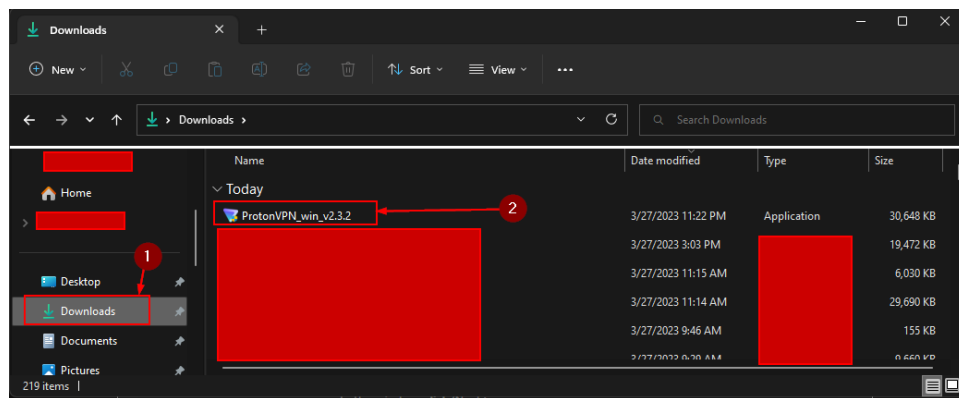 Downloads
New
Sort
View
Downloads
Search Downloads
Name
Date modified
Type
Size
Home
Today
ProtonVPN_win_v2.3.2
3/27/2023 11:22 PM
Application
30,648 KB
2
3/27/2023 3:03 PM
19,472 KB
1
Desktop
3/27/2023 11:15 AM
6,030 KB
Downloads
3/27/2023 11:14 AM
29,690 KB
Documents
3/27/2023 9:46 AM
155 KB
Pictures
219 items